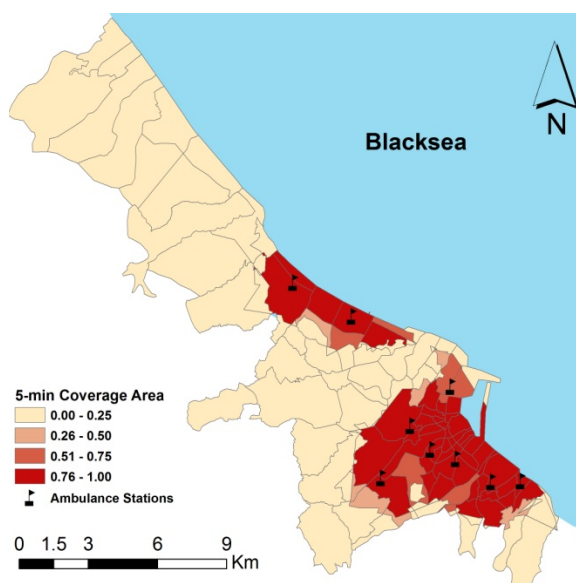 N
Blacksea
5-min Coverage Area
0.00 - 0.25
0.26 - 0.50
0.51 - 0.75
0.76 - 1.00
Ambulance Stations
0 1.5 3 6 9
Km